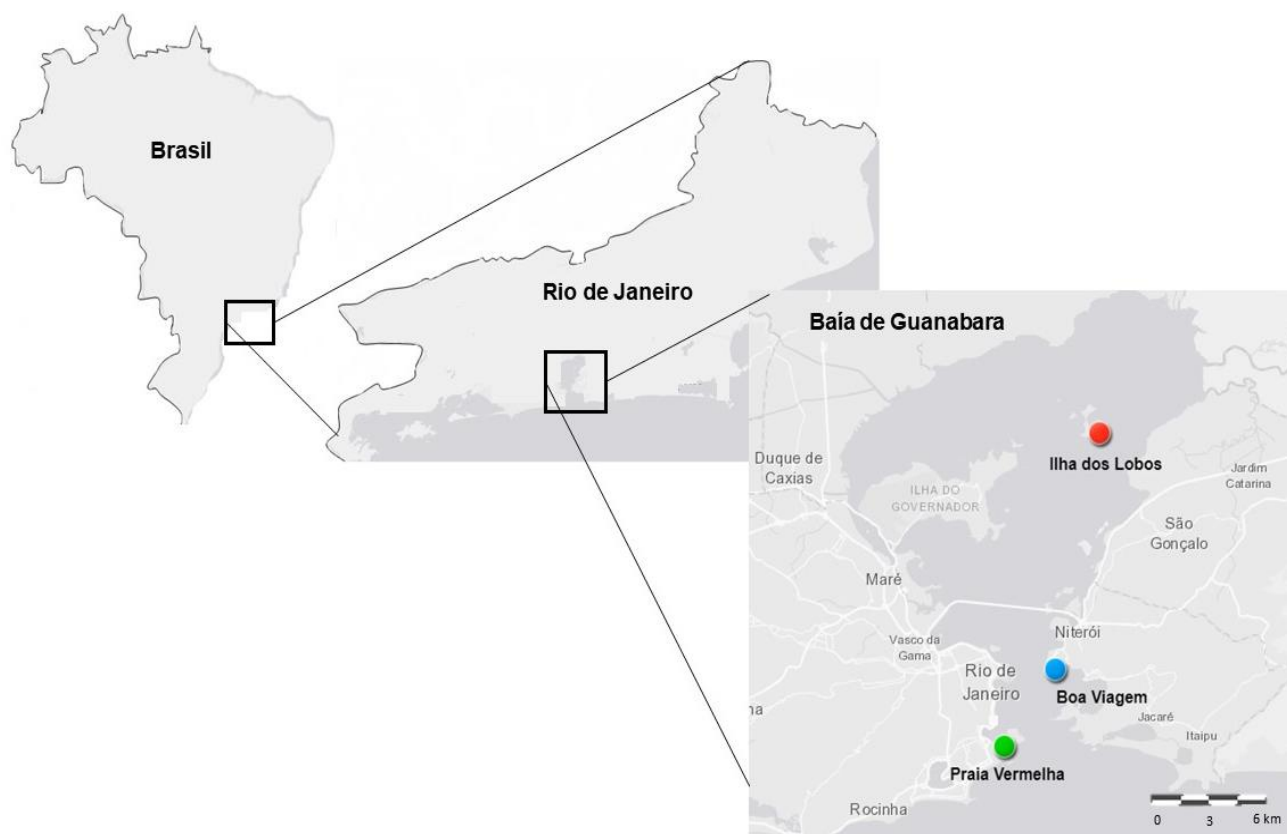 Brasil
Rio de Janeiro
Baía de Guanabara
Ilha dos Lobos
Duque de
Caxias
ILHA DO
GOVERNADOR
Jardim
Catarina
São
Gonçalo
Maré
Vasco da
Gama
Niterói
Rio de
Janeiro
Boa Viagem
Jacaré
Itaipu
Praia Vermelha
Rocinha
0 3 6 km